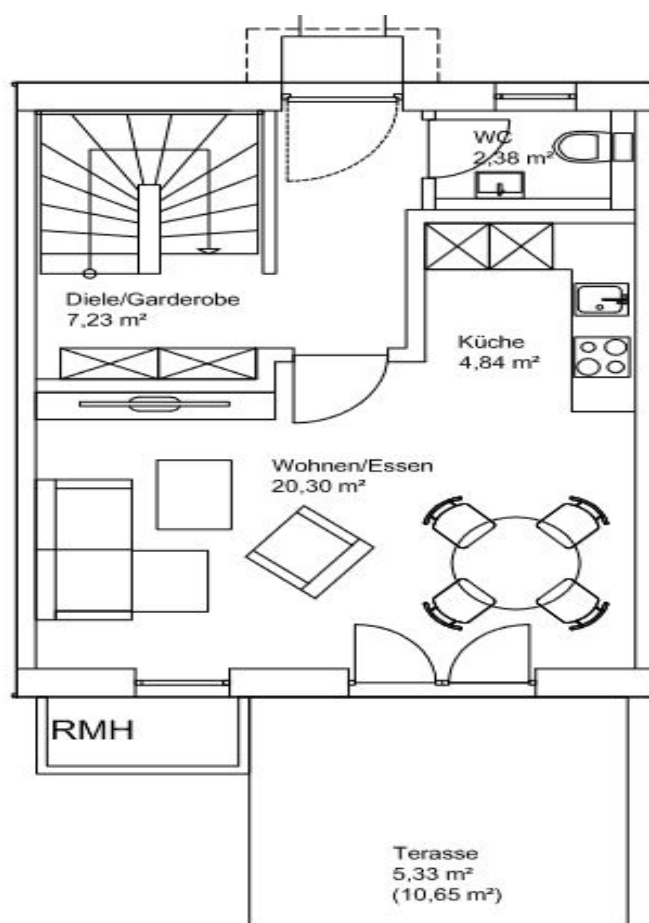 WC
2,38 m²
Diele/Garderobe
7,23 m²
Küche
4,84 m²
Wohnen/Essen
20,30 m²
RMH
Terasse
5,33 m²
(10,65 m²)